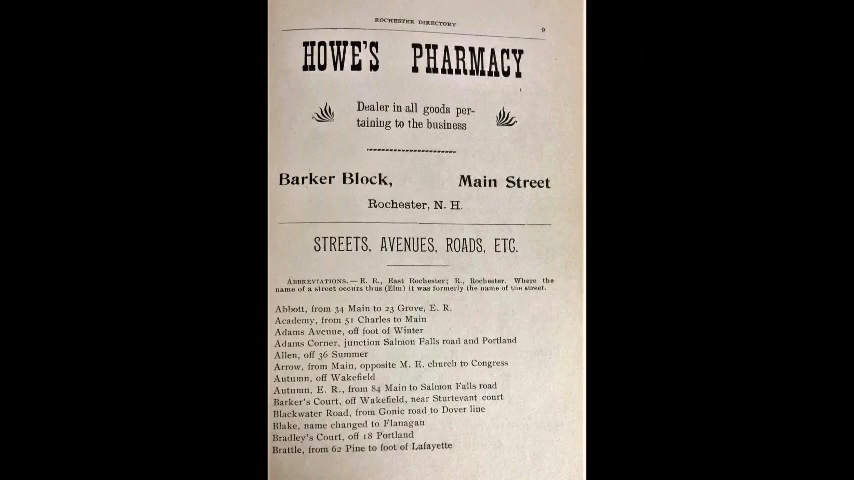 ROCHESTER DIRECTORY 9
HOWE'S PHARMACY
Dealer in all goods per-
taining to the business
Barker Block, Main Street
Rochester, N. H.
STREETS, AVENUES, ROADS, ETC.
ABBREVIATIONS.—E. R., East Rochester; R., Rochester. Where the
name of a street occurs thus (Elm) it was formerly the name of the street.
Abbott, from 34 Main to 23 Grove, E. R.
Academy, from 51 Charles to Main
Adams Avenue, off foot of Winter
Adams Corner, junction Salmon Falls road and Portland
Allen, off 36 Summer
Arrow, from Main, opposite M. E. church to Congress
Autumn, off Wakefield
Autumn, E. R., from 84 Main to Salmon Falls road
Barker's Court, off Wakefield, near Sturtevant court
Blackwater Road, from Gonic road to Dover line
Blake, name changed to Flanagan
Bradley's Court, off 18 Portland
Brattle, from 62 Pine to foot of Lafayette